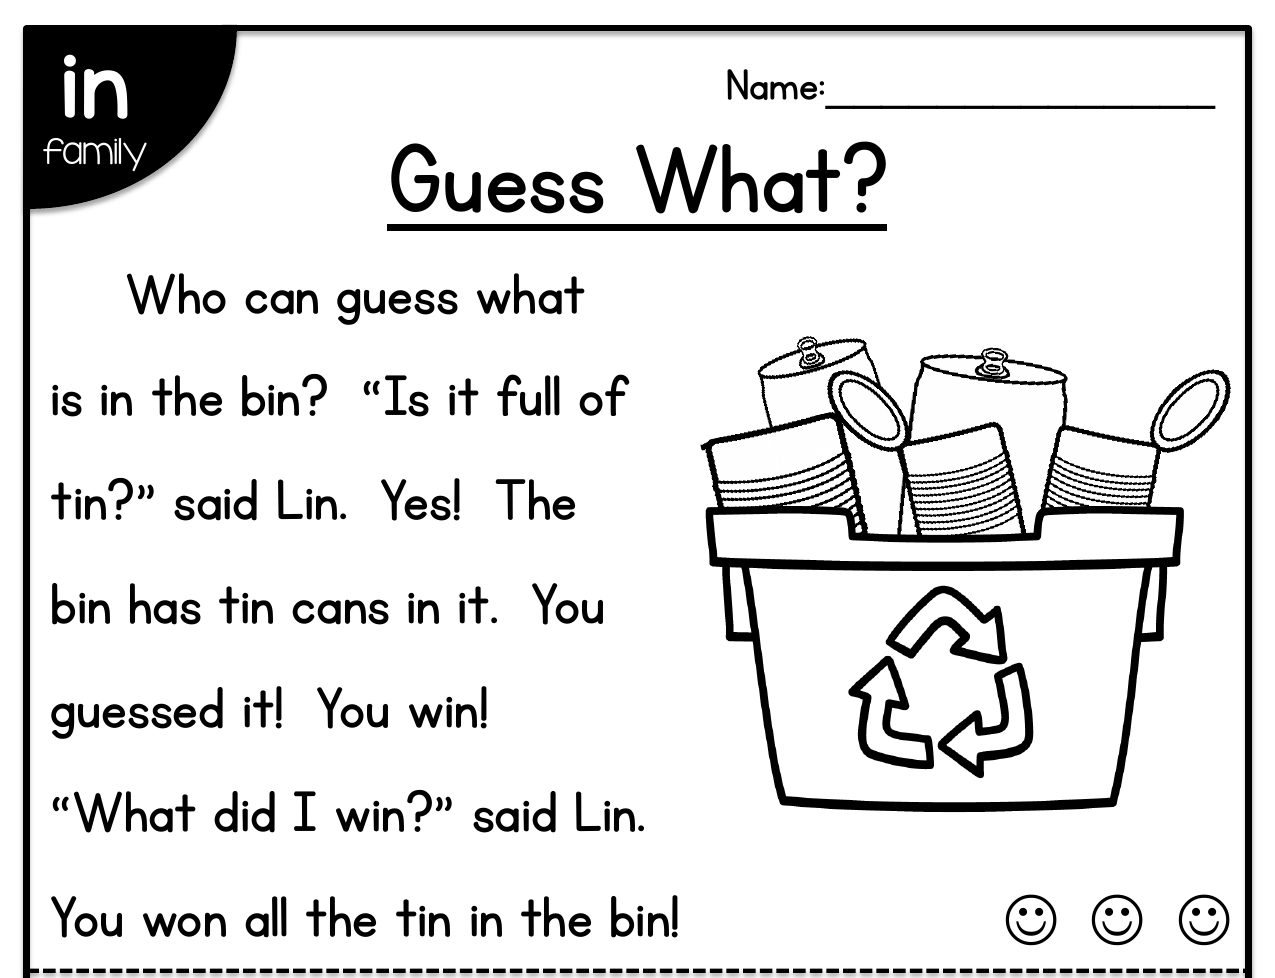 in
family
Name:
Guess What?
Who can guess what
is in the bin? “Is it full of
tin?” said Lin. Yes! The
bin has tin cans in it. You
guessed it! You win!
“What did I win?” said Lin.
You won all the tin in the bin!